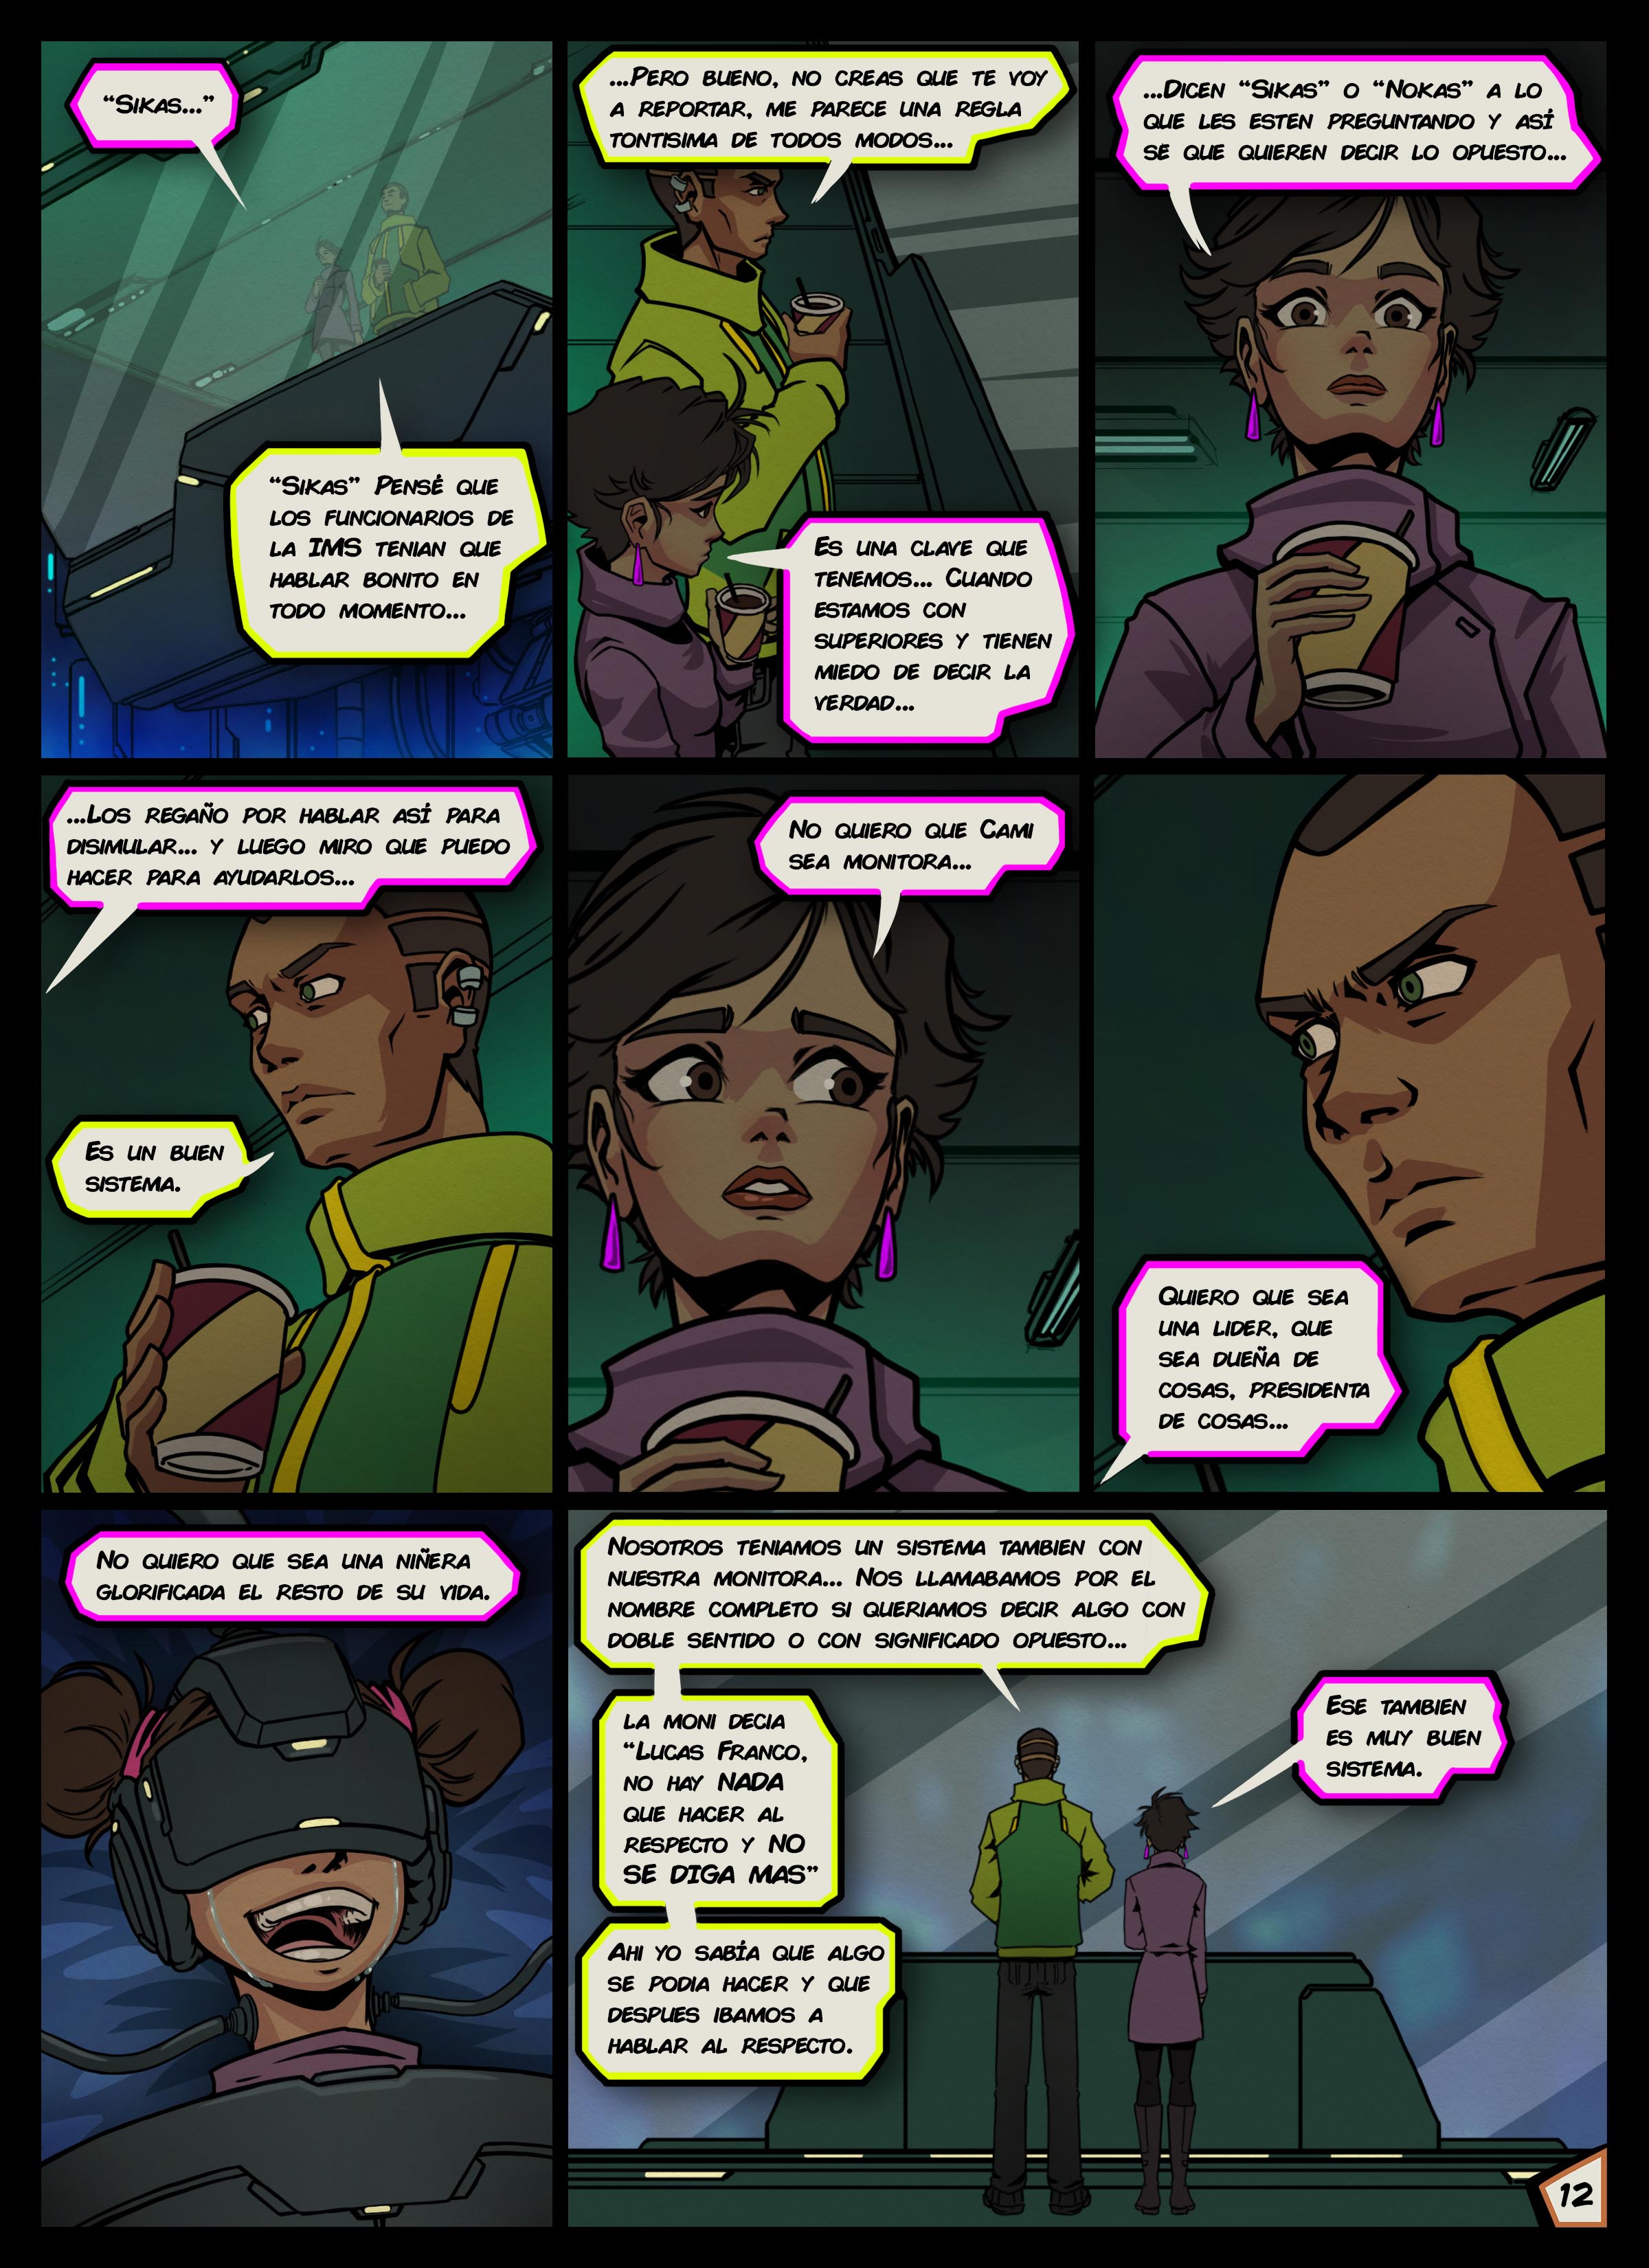 “Sikas...”
“Sikas” Pensé que
los funcionarios de
la IMS tenian que
hablar bonito en
todo momento...
...Pero bueno, no creas que te voy
a reportar, me parece una regla
tontisima de todos modos...
Es una clave que
tenemos... Cuando
estamos con
superiores y tienen
miedo de decir la
verdad...
...Dicen “Sikas” o “Nokas” a lo
que les esten preguntando y así
se que quieren decir lo opuesto...
...Los regaño por hablar así para
disimular... y luego miro que puedo
hacer para ayudarlos...
Es un buen
sistema.
No quiero que Cami
sea monitora...
Quiero que sea
una lider, que
sea dueña de
cosas, presidenta
de cosas...
No quiero que sea una niñera
glorificada el resto de su vida.
Nosotros teniamos un sistema tambien con
nuestra monitora... Nos llamabamos por el
nombre completo si queriamos decir algo con
doble sentido o con significado opuesto...
la moni decia
“Lucas Franco,
no hay NADA
que hacer al
respecto y NO
SE DIGA MAS”
Ahi yo sabía que algo
se podia hacer y que
despues ibamos a
hablar al respecto.
Ese tambien
es muy buen
sistema.
12